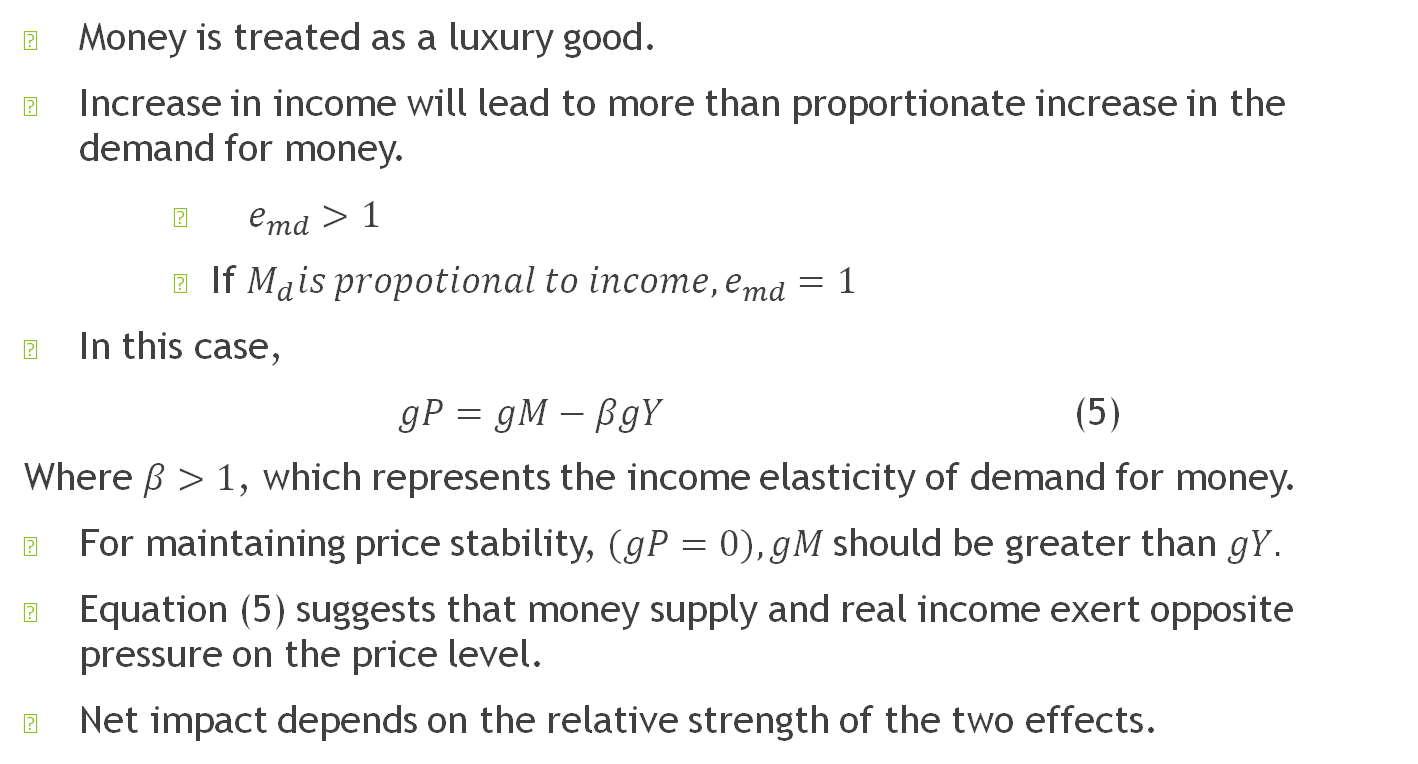 Money is treated as a luxury good.
Increase in income will lead to more than proportionate increase in the
demand for money.
e_{md} > 1
If M_d is propotional to income, e_{md} = 1
In this case,
gP = gM − βgY (5)
Where β > 1, which represents the income elasticity of demand for money.
For maintaining price stability, (gP = 0), gM should be greater than gY.
Equation (5) suggests that money supply and real income exert opposite
pressure on the price level.
Net impact depends on the relative strength of the two effects.